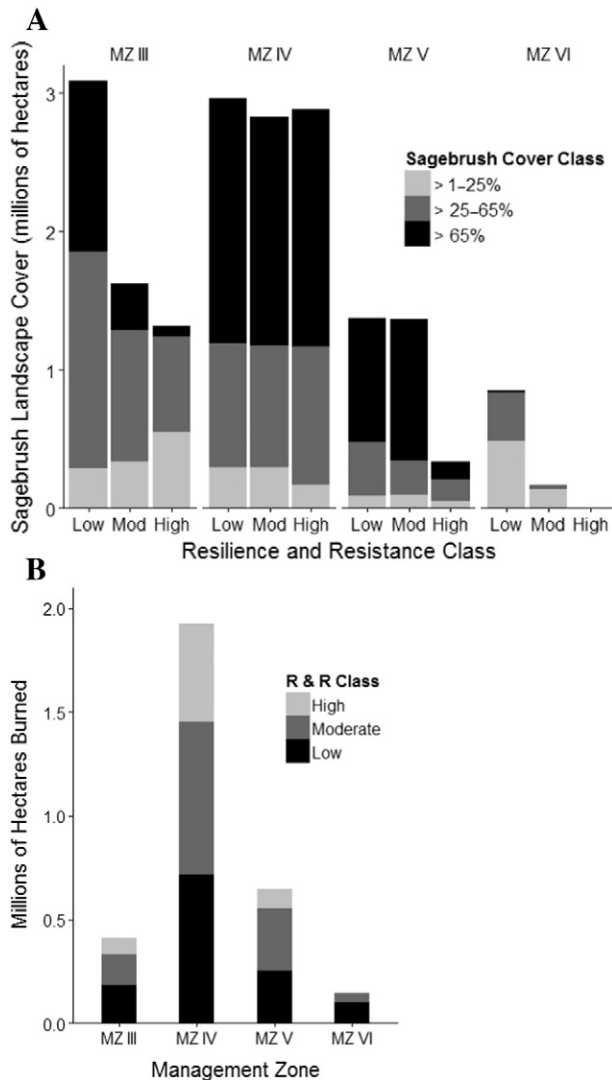 A
MZ III MZ IV MZ V MZ VI
Sagebrush Landscape Cover (millions of hectares)
3
2
1
0
Sagebrush Cover Class
> 1–25%
> 25–65%
> 65%
Low Mod High Low Mod High Low Mod High Low Mod High
Resilience and Resistance Class
B
Millions of Hectares Burned
2.0
1.5
1.0
0.5
0.0
R & R Class
High
Moderate
Low
MZ III MZ IV MZ V MZ VI
Management Zone